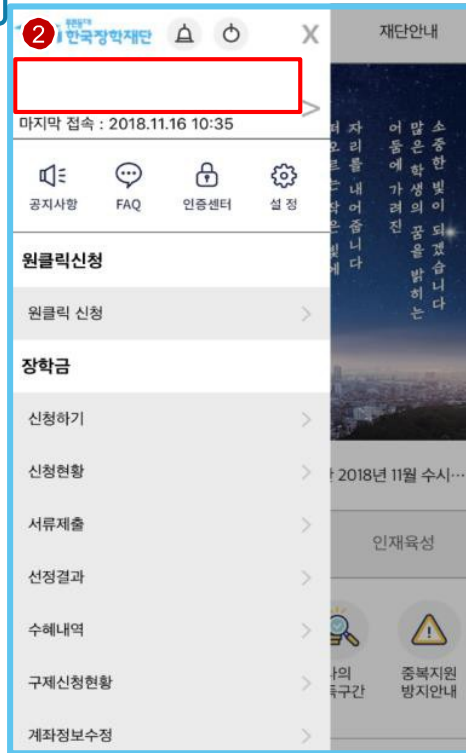 2
푸른등대
한국장학재단
X
재단안내
마지막 접속 : 2018.11.16 10:35
>
공지사항
FAQ
인증센터
설 정
원클릭신청
원클릭 신청
장학금
신청하기
신청현황
서류제출
선정결과
수혜내역
구제신청현황
계좌정보수정
소중한 빛이 되겠습니다
많은 학생의 꿈을 밝히는
어둠에 가려진
자리를 내어줍니다
2018년 11월 수시…
인재육성
중복지원
방지안내